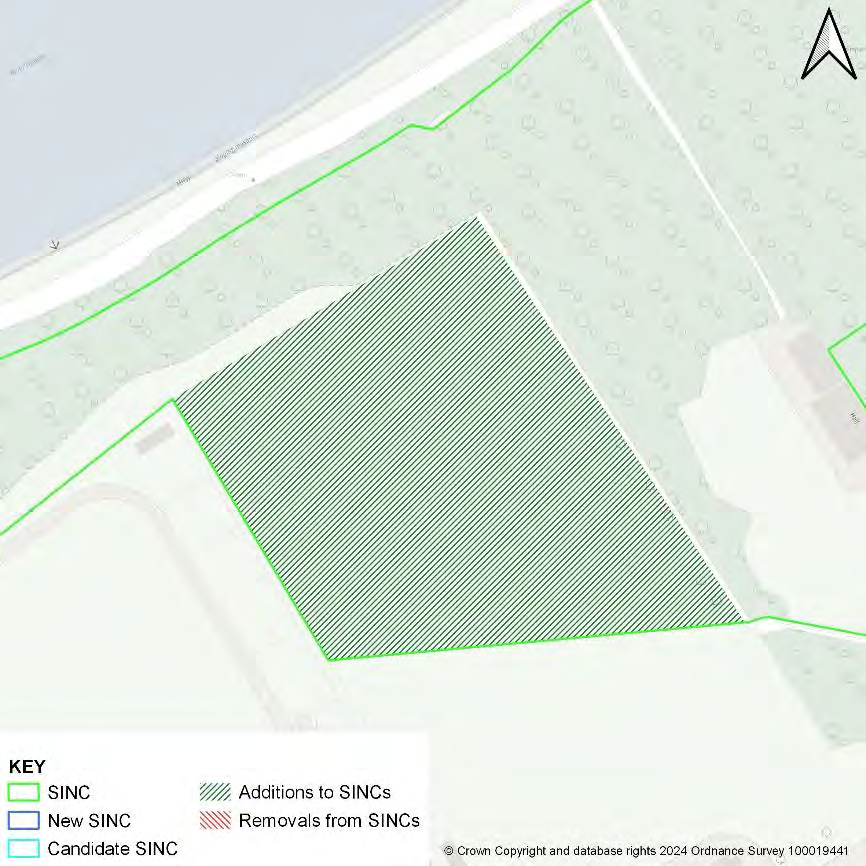 Hall
KEY
SINC
New SINC
Candidate SINC
Additions to SINCs
Removals from SINCs
© Crown Copyright and database rights 2024 Ordnance Survey 100019441